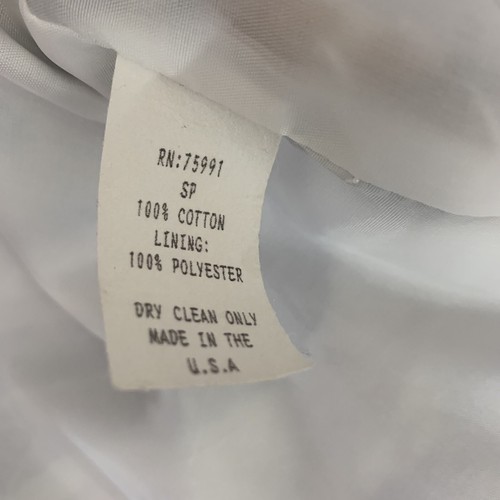 RN:75991
SP
100% COTTON
LINING:
100% POLYESTER
DRY CLEAN ONLY
MADE IN THE
U.S.A